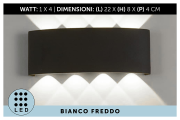 WATT: 1 X 4 | DIMENSIONI: (L) 22 X (H) 8 X (P) 4 CM
LED
BIANCO FREDDO